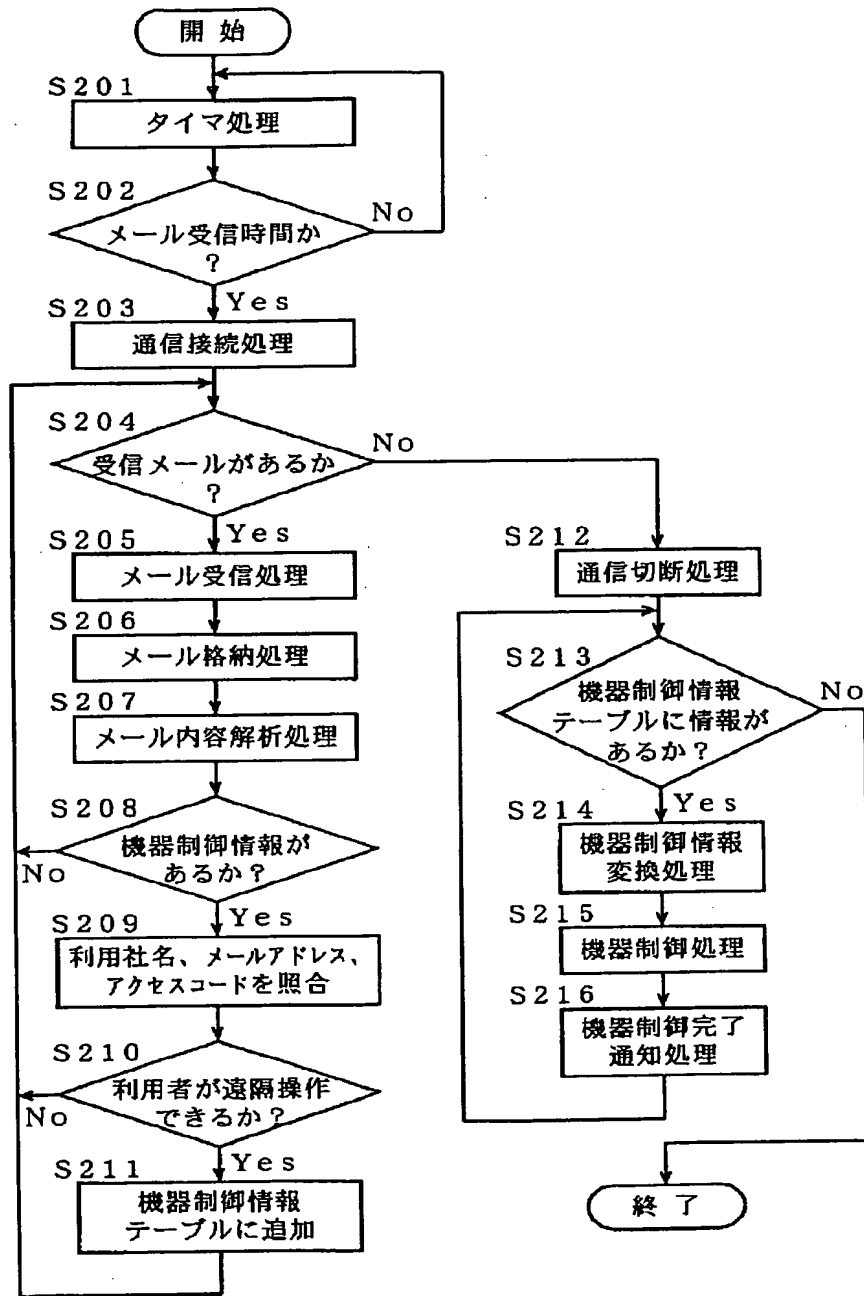 開始
S201
タイマ処理
S202
メール受信時間か
?
No
Yes
S203
通信接続処理
S204
受信メールがあるか
?
No
Yes
S205
メール受信処理
S206
メール格納処理
S207
メール内容解析処理
S208
機器制御情報が
あるか?
No
Yes
S209
利用社名、メールアドレス、
アクセスコードを照合
S210
利用者が遠隔操作
できるか?
No
Yes
S211
機器制御情報
テーブルに追加
S212
通信切断処理
S213
機器制御情報
テーブルに情報が
あるか?
No
Yes
S214
機器制御情報
変換処理
S215
機器制御処理
S216
機器制御完了
通知処理
終了